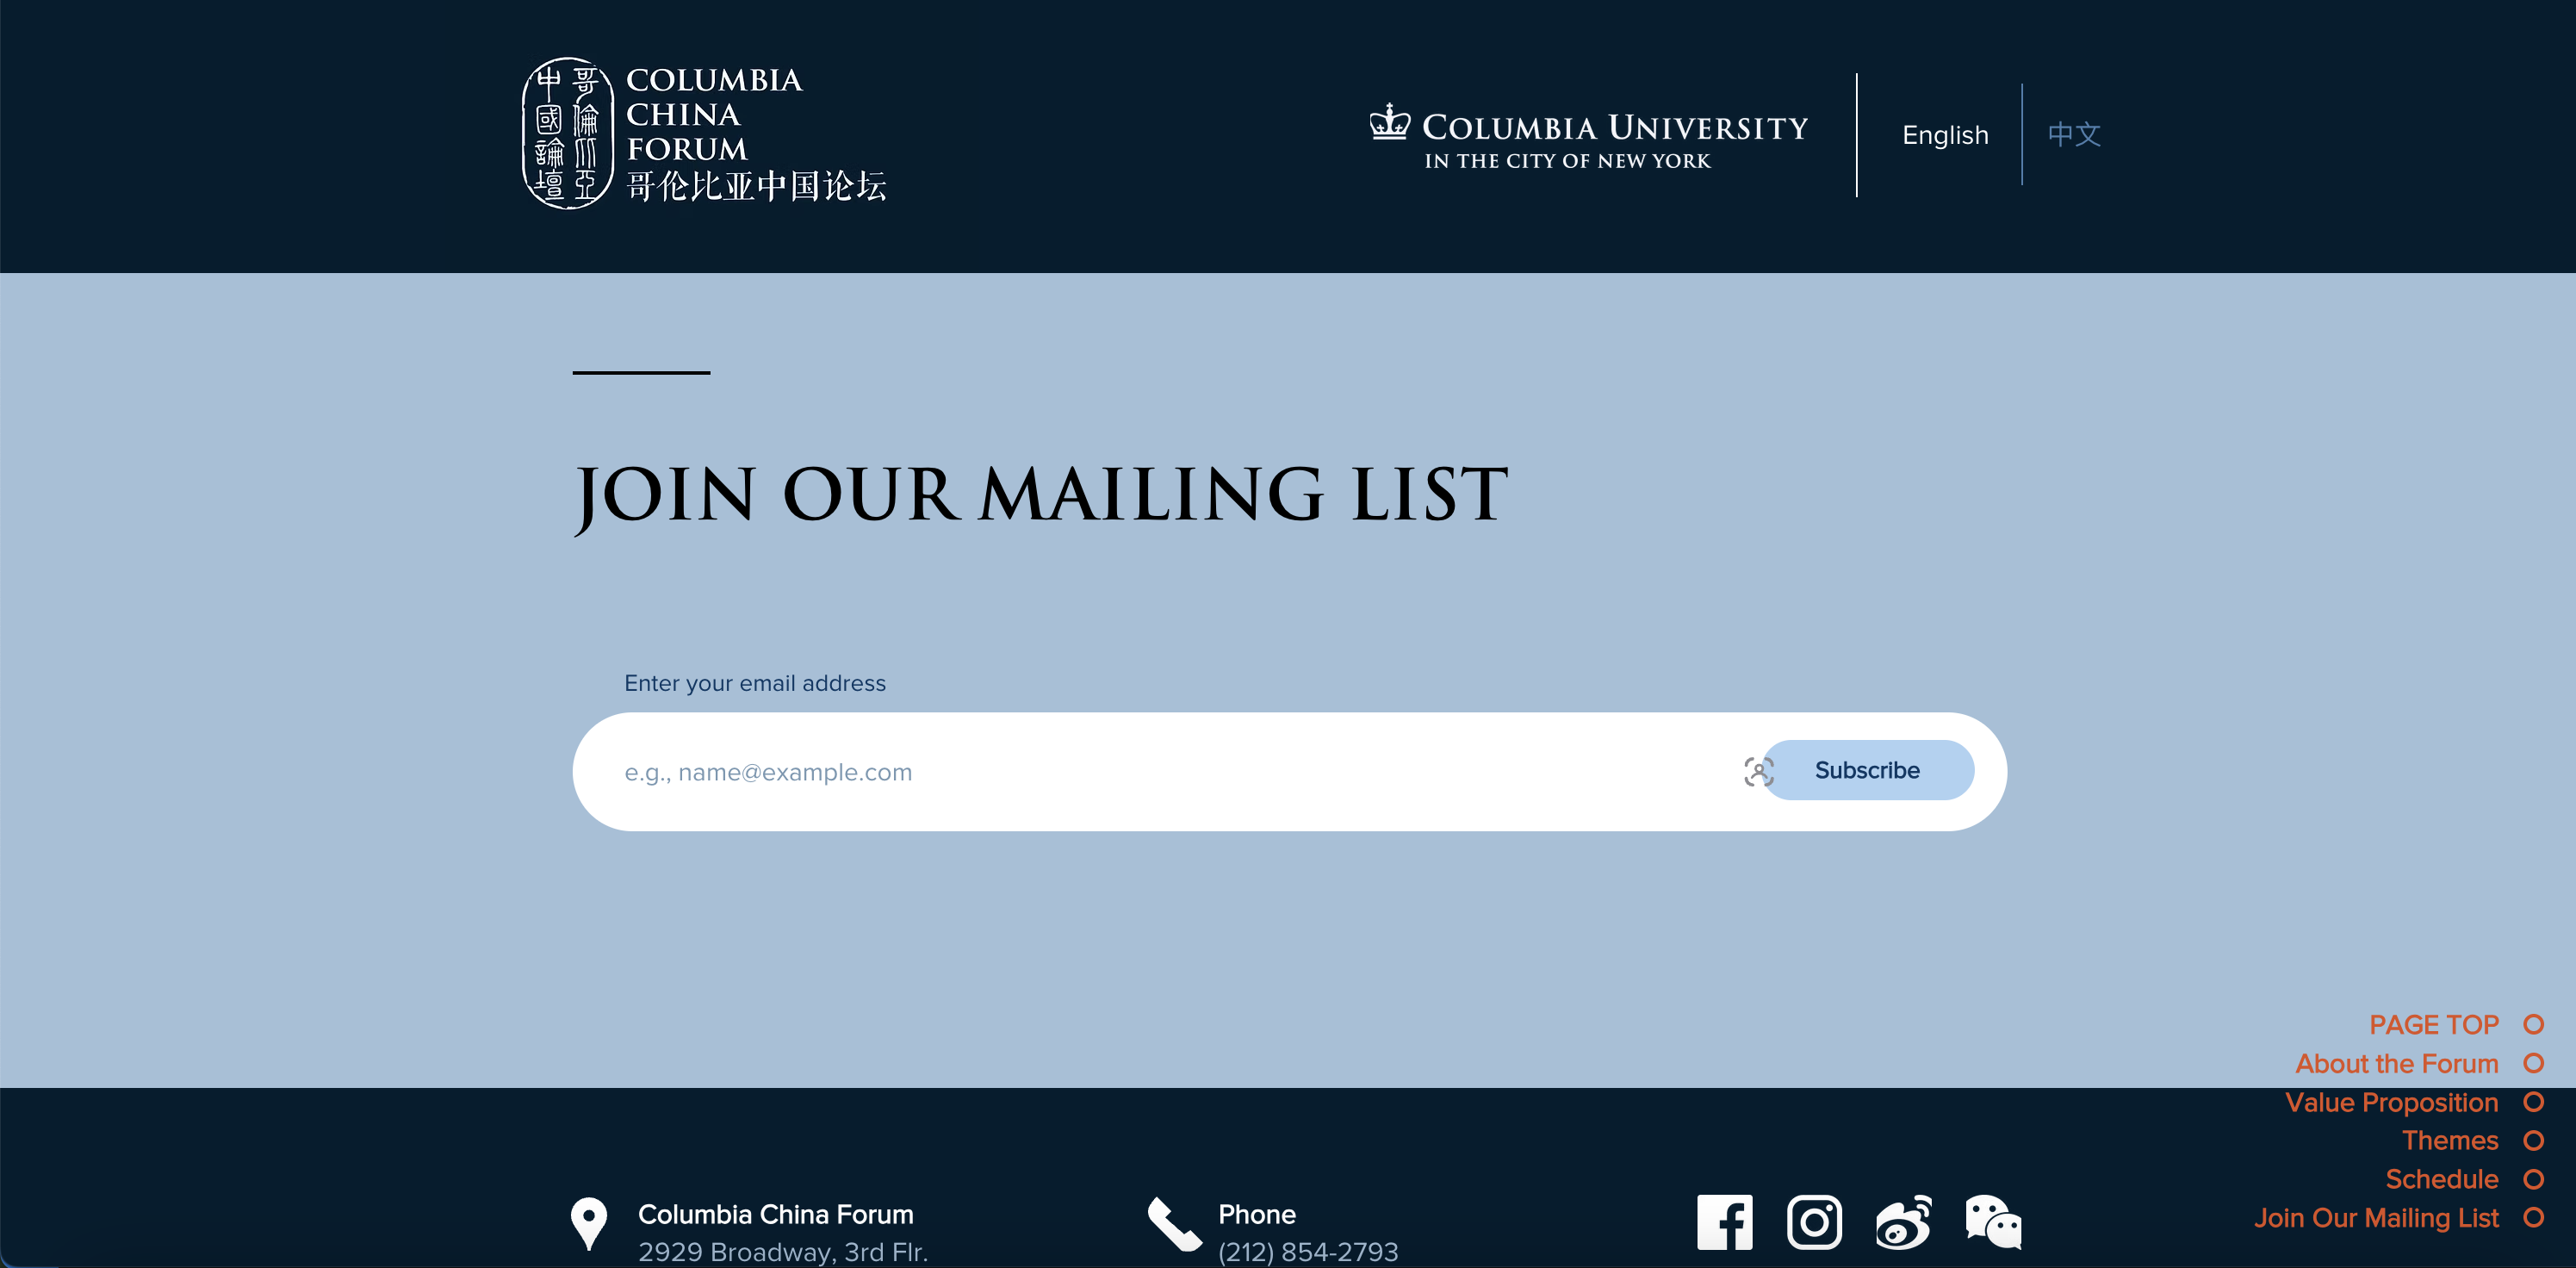 哥倫比亞
中國論壇
COLUMBIA
CHINA
FORUM
哥伦比亚中国论坛
COLUMBIA UNIVERSITY
IN THE CITY OF NEW YORK
English
中文
JOIN OUR MAILING LIST
Enter your email address
e.g., name@example.com
Subscribe
PAGE TOP
About the Forum
Value Proposition
Themes
Schedule
Join Our Mailing List
Columbia China Forum
2929 Broadway, 3rd Flr.
Phone
(212) 854-2793